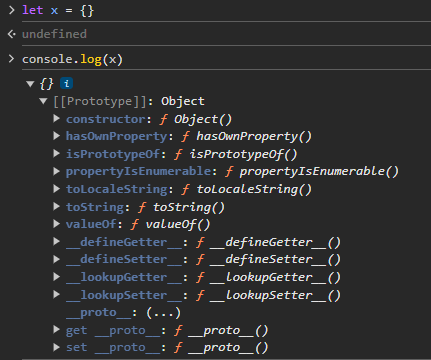 let x = {}
undefined
console.log(x)
{} i
[[Prototype]]: Object
constructor: ƒ Object()
hasOwnProperty: ƒ hasOwnProperty()
isPrototypeOf: ƒ isPrototypeOf()
propertyIsEnumerable: ƒ propertyIsEnumerable()
toLocaleString: ƒ toLocaleString()
toString: ƒ toString()
valueOf: ƒ valueOf()
__defineGetter__: ƒ __defineGetter__()
__defineSetter__: ƒ __defineSetter__()
__lookupGetter__: ƒ __lookupGetter__()
__lookupSetter__: ƒ __lookupSetter__()
__proto__: (...)
get __proto__: ƒ __proto__()
set __proto__: ƒ __proto__()